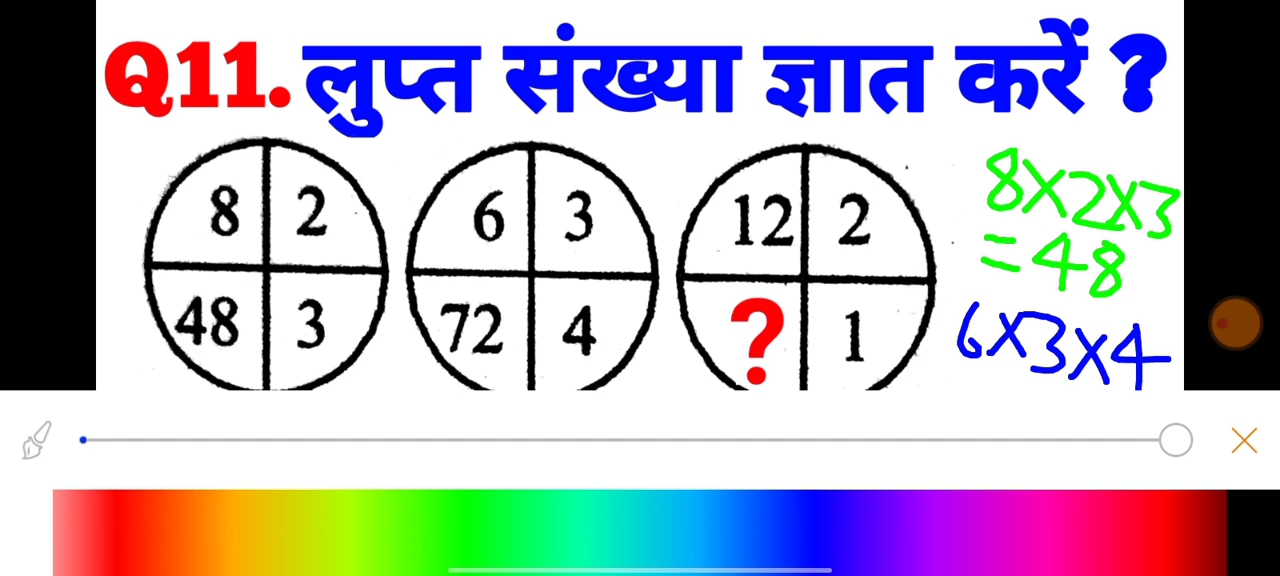 Q11. लुप्त संख्या ज्ञात करें ?
8 2 6 3 12 2
48 3 72 4 ? 1
8X2X3
=48
6X3X4